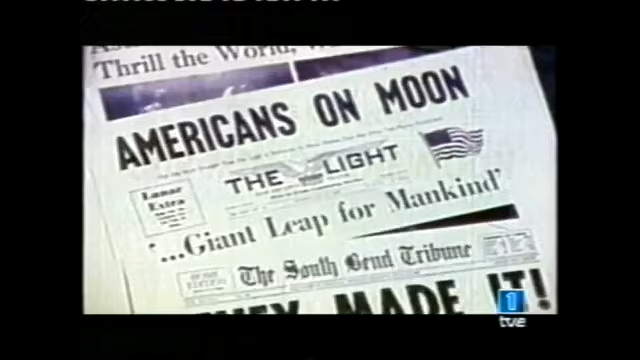 Thrill the World,
AMERICANS ON MOON
THE LIGHT
Lunar
Extra
'...Giant Leap for Mankind'
The South Bend Tribune
THEY MADE IT!
1
tve